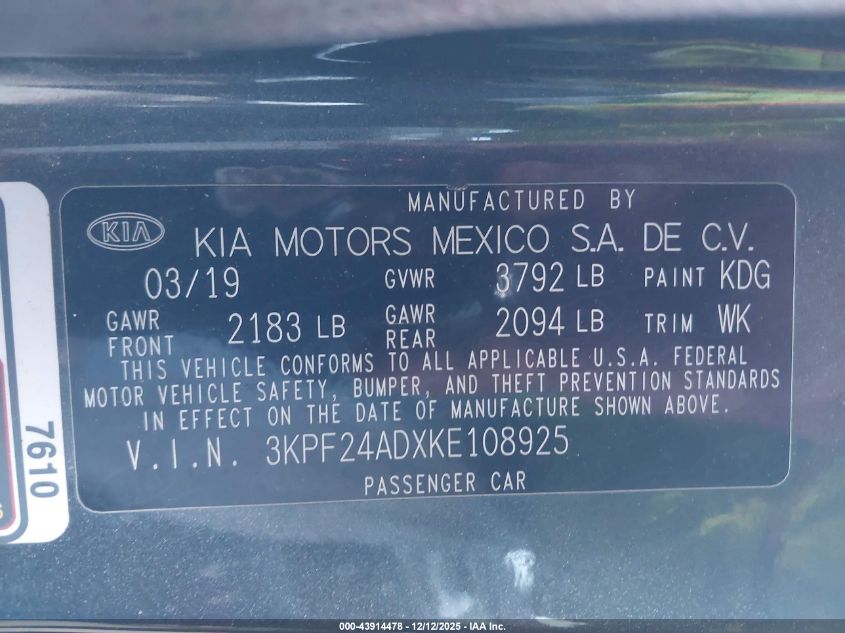 MANUFACTURED BY
KIA KIA MOTORS MEXICO S.A. DE C.V.
03/19 GVWR 3792 LB PAINT KDG
GAWR FRONT 2183 LB GAWR REAR 2094 LB TRIM WK
THIS VEHICLE CONFORMS TO ALL APPLICABLE U.S.A. FEDERAL
MOTOR VEHICLE SAFETY, BUMPER, AND THEFT PREVENTION STANDARDS
IN EFFECT ON THE DATE OF MANUFACTURE SHOWN ABOVE.
V.I.N. 3KPF24ADXKE108925
PASSENGER CAR
7610
000-43914478 - 12/12/2025 - IAA Inc.